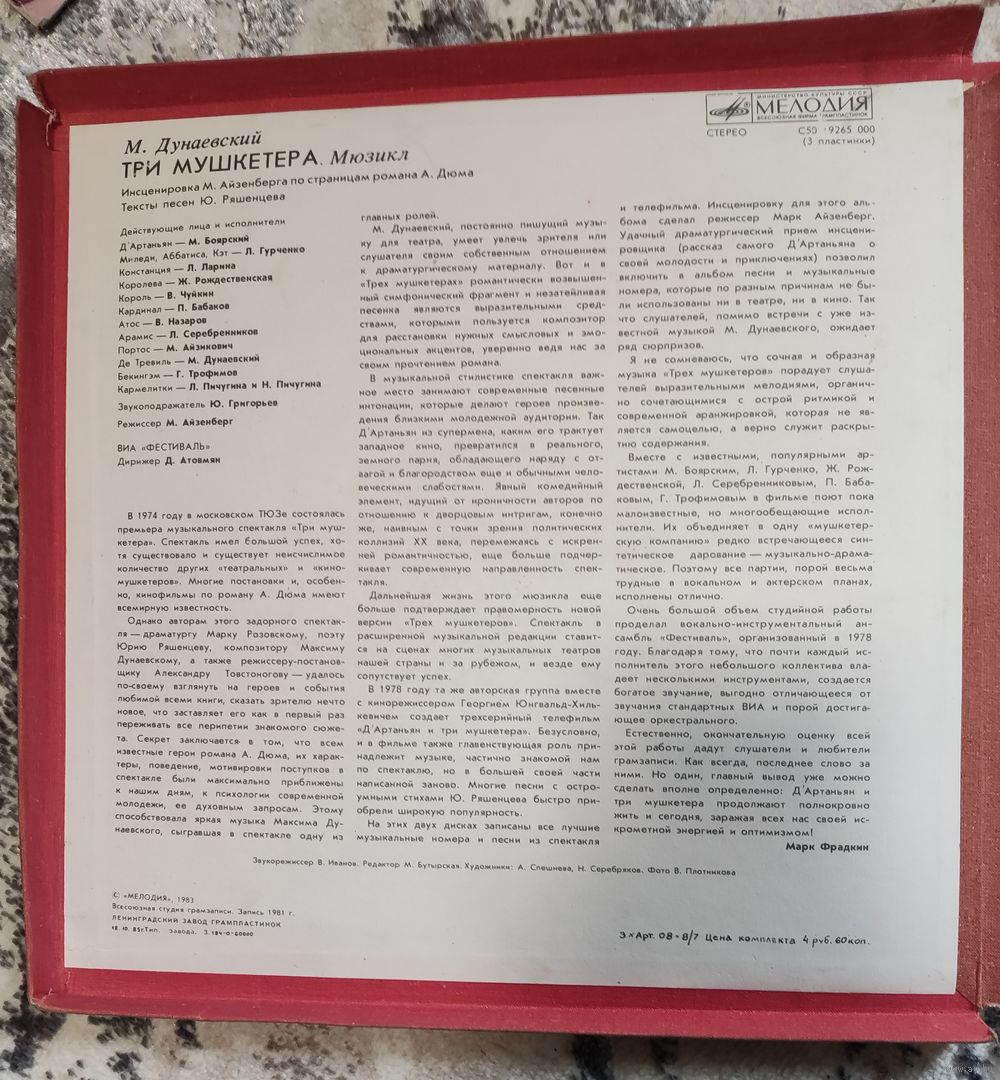 М. Дунаевский
ТРИ МУШКЕТЕРА. Мюзикл
Инсценировка М. Айзенберга по страницам романа А. Дюма
Тексты песен Ю. Ряшенцева
МИНИСТЕРСТВО КУЛЬТУРЫ СССР
МЕЛОДИЯ
ВСЕСОЮЗНАЯ ФИРМА ГРАМПЛАСТИНОК
СТЕРЕО
С50 9265 000
(3 пластинки)
Действующие лица и исполнители
Д'Артаньян — М. Боярский
Миледи, Аббатиса, Кэт — Л. Гурченко
Констанция — Л. Ларина
Королева — Ж. Рождественская
Король — В. Чуйкин
Кардинал — П. Бабаков
Атос — В. Назаров
Арамис — Л. Серебренников
Портос — М. Айзикович
Де Тревиль — М. Дунаевский
Бекингэм — Г. Трофимов
Кармелитки — Л. Пичугина и Н. Пичугина
Звукоподражатель Ю. Григорьев
Режиссер М. Айзенберг
ВИА «ФЕСТИВАЛЬ»
Дирижер Д. Атовмян
В 1974 году в московском ТЮЗе состоялась
премьера музыкального спектакля «Три муш-
кетера». Спектакль имел большой успех, хо-
тя существовало и существует неисчислимое
количество других «театральных» и «кино-
мушкетеров». Многие постановки и, особен-
но, кинофильмы по роману А. Дюма имеют
всемирную известность.
Однако авторам этого задорного спектак-
ля — драматургу Марку Розовскому, поэту
Юрию Ряшенцеву, композитору Максиму
Дунаевскому, а также режиссеру-постанов-
щику Александру Товстоногову — удалось
по-своему взглянуть на героев и события
любимой всеми книги, сказать зрителю нечто
новое, что заставляет его как в первый раз
переживать все перипетии знакомого сюже-
та. Секрет заключается в том, что всем
известные герои романа А. Дюма, их харак-
теры, поведение, мотивировки поступков в
спектакле были максимально приближены
к нашим дням, к психологии современной
молодежи, ее духовным запросам. Этому
способствовала яркая музыка Максима Ду-
наевского, сыгравшая в спектакле одну из
главных ролей.
М. Дунаевский, постоянно пишущий музы-
ку для театра, умеет увлечь зрителя или
слушателя своим собственным отношением
к драматургическому материалу. Вот и в
«Трех мушкетерах» романтически возвышен-
ный симфонический фрагмент и незатейливая
песенка являются выразительными сред-
ствами, которыми пользуется композитор
для расстановки нужных смысловых и эмо-
циональных акцентов, уверенно ведя нас за
своим прочтением романа.
В музыкальной стилистике спектакля важ-
ное место занимают современные песенные
интонации, которые делают героев произве-
дения близкими молодежной аудитории. Так
Д'Артаньян из супермена, каким его трактует
западное кино, превратился в реального,
земного парня, обладающего наряду с от-
вагой и благородством еще и обычными чело-
веческими слабостями. Явный комедийный
элемент, идущий от ироничности авторов по
отношению к дворцовым интригам, конечно
же, наивным с точки зрения политических
коллизий XX века, перемежаясь с искрен-
ней романтичностью, еще больше подчер-
кивает современную направленность спек-
такля.
Дальнейшая жизнь этого мюзикла еще
больше подтверждает правомерность новой
версии «Трех мушкетеров». Спектакль в
расширенной музыкальной редакции ставит-
ся на сценах многих музыкальных театров
нашей страны и за рубежом, и везде ему
сопутствует успех.
В 1978 году та же авторская группа вместе
с кинорежиссером Георгием Юнгвальд-Хиль-
кевичем создает трехсерийный телефильм
«Д'Артаньян и три мушкетера». Безусловно,
и в фильме также главенствующая роль при-
надлежит музыке, частично знакомой нам
по спектаклю, но в большей своей части
написанной заново. Многие песни с остро-
умными стихами Ю. Ряшенцева быстро при-
обрели широкую популярность.
На этих двух дисках записаны все лучшие
музыкальные номера и песни из спектакля
и телефильма. Инсценировку для этого аль-
бома сделал режиссер Марк Айзенберг.
Удачный драматургический прием инсцени-
ровщика (рассказ самого Д'Артаньяна о
своей молодости и приключениях) позволил
включить в альбом песни и музыкальные
номера, которые по разным причинам не бы-
ли использованы ни в театре, ни в кино. Так
что слушателей, помимо встречи с уже из-
вестной музыкой М. Дунаевского, ожидает
ряд сюрпризов.
Я не сомневаюсь, что сочная и образная
музыка «Трех мушкетеров» порадует слуша-
телей выразительными мелодиями, органич-
но сочетающимися с острой ритмикой и
современной аранжировкой, которая не яв-
ляется самоцелью, а верно служит раскры-
тию содержания.
Вместе с известными, популярными ар-
тистами М. Боярским, Л. Гурченко, Ж. Рож-
дественской, Л. Серебренниковым, П. Баба-
ковым, Г. Трофимовым в фильме поют пока
малоизвестные, но многообещающие испол-
нители. Их объединяет в одну «мушкетер-
скую компанию» редко встречающееся син-
тетическое дарование — музыкально-драма-
тическое. Поэтому все партии, порой весьма
трудные в вокальном и актерском планах,
исполнены отлично.
Очень большой объем студийной работы
проделал вокально-инструментальный ан-
самбль «Фестиваль», организованный в 1978
году. Благодаря тому, что почти каждый ис-
полнитель этого небольшого коллектива вла-
деет несколькими инструментами, создается
богатое звучание, выгодно отличающееся от
звучания стандартных ВИА и порой достига-
ющее оркестрального.
Естественно, окончательную оценку всей
этой работы дадут слушатели и любители
грамзаписи. Как всегда, последнее слово за
ними. Но один, главный вывод уже можно
сделать вполне определенно: Д'Артаньян и
три мушкетера продолжают полнокровно
жить и сегодня, заражая всех нас своей ис-
крометной энергией и оптимизмом!
Марк Фрадкин
Звукорежиссер В. Иванов. Редактор М. Бутырская. Художники: А. Спешнева, Н. Серебряков. Фото В. Плотникова
© «МЕЛОДИЯ», 1983
Всесоюзная студия грамзаписи. Запись 1981 г.
ЛЕНИНГРАДСКИЙ ЗАВОД ГРАМПЛАСТИНОК
18. 10. 85г. Тип. завода. З. 194-0-60000
3×Арт. 08-8/7 Цена комплекта 4 руб. 60 коп.